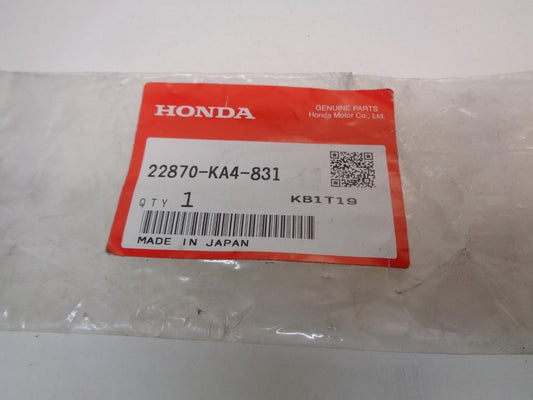 HONDA
GENUINE PARTS
Honda Motor Co., Ltd.
22870-KA4-831
QTY 1
KB1T19
MADE IN JAPAN